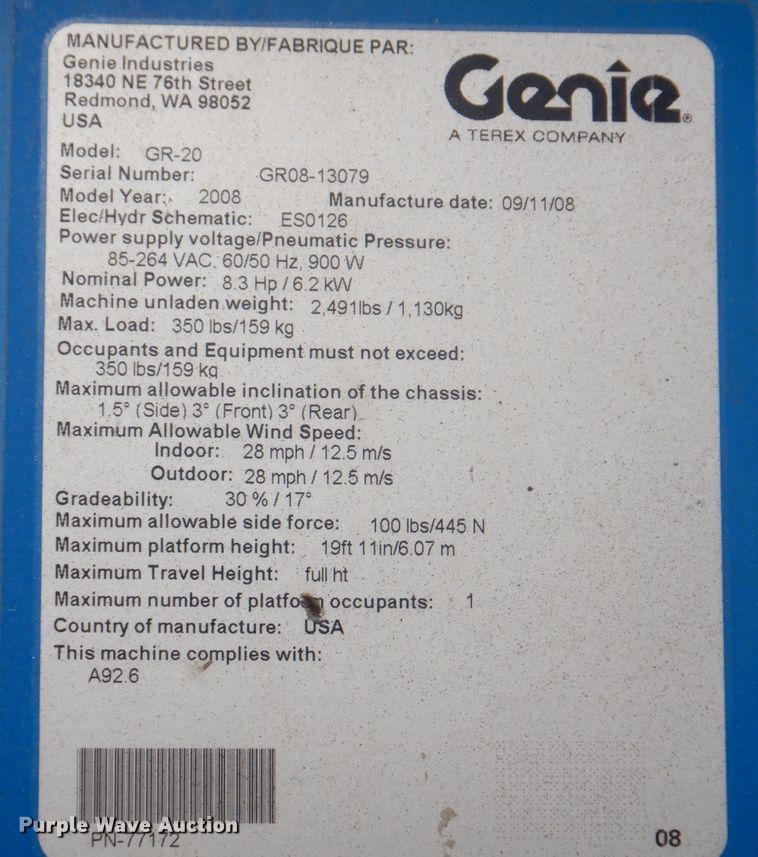 MANUFACTURED BY/FABRIQUE PAR:
Genie Industries
18340 NE 76th Street
Redmond, WA 98052
USA
Genie®
A TEREX COMPANY
Model: GR-20
Serial Number: GR08-13079
Model Year: 2008 Manufacture date: 09/11/08
Elec/Hydr Schematic: ES0126
Power supply voltage/Pneumatic Pressure:
85-264 VAC, 60/50 Hz, 900 W
Nominal Power: 8.3 Hp / 6.2 kW
Machine unladen weight: 2,491lbs / 1,130kg
Max. Load: 350 lbs/159 kg
Occupants and Equipment must not exceed:
350 lbs/159 kg
Maximum allowable inclination of the chassis:
1.5° (Side) 3° (Front) 3° (Rear)
Maximum Allowable Wind Speed:
Indoor: 28 mph / 12.5 m/s
Outdoor: 28 mph / 12.5 m/s
Gradeability: 30 % / 17°
Maximum allowable side force: 100 lbs/445 N
Maximum platform height: 19ft 11in/6.07 m
Maximum Travel Height: full ht
Maximum number of platform occupants: 1
Country of manufacture: USA
This machine complies with:
A92.6
Purple Wave Auction
PN-77172
08